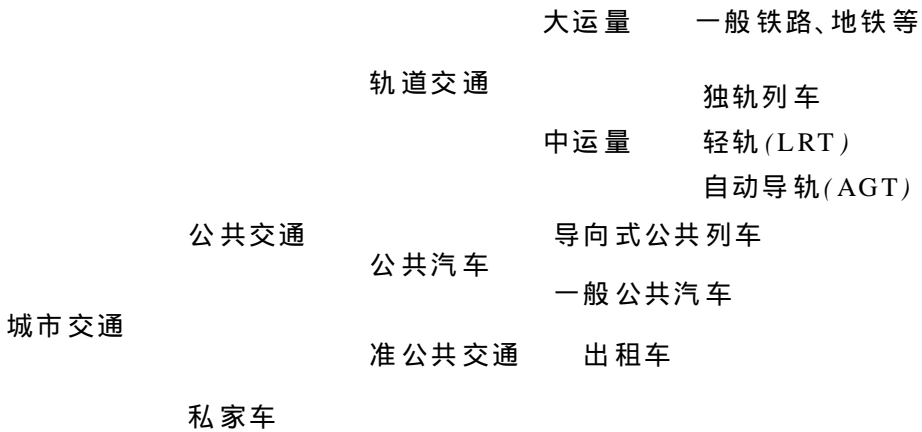 大运量 一般铁路、地铁等
轨道交通
独轨列车
中运量 轻轨(LRT)
自动导轨(AGT)
公共交通 导向式公共列车
公共汽车
一般公共汽车
城市交通
准公共交通 出租车
私家车